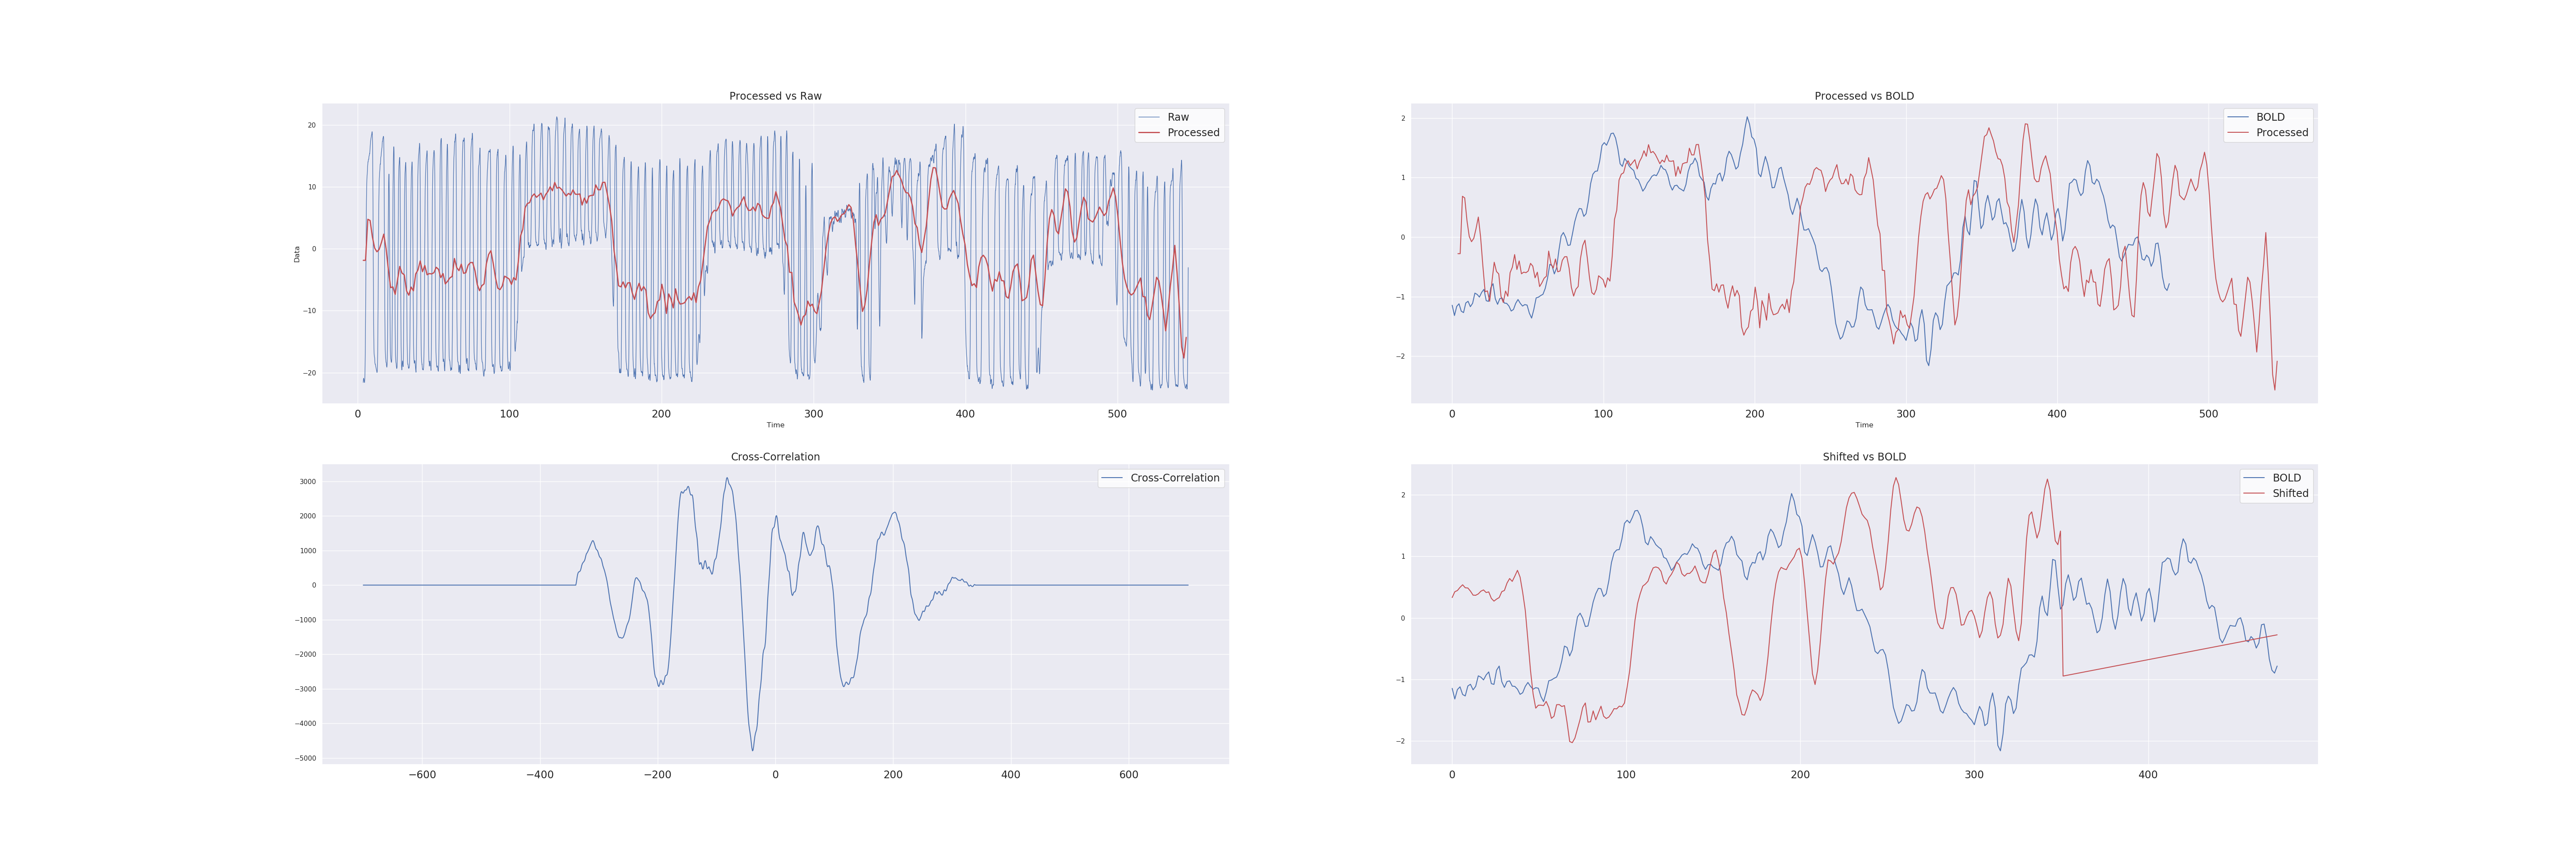 Processed vs Raw
Raw
Processed
Data
20
10
0
−10
−20
0 100 200 300 400 500
Time
Processed vs BOLD
BOLD
Processed
2
1
0
−1
−2
0 100 200 300 400 500
Time
Cross-Correlation
Cross-Correlation
3000
2000
1000
0
−1000
−2000
−3000
−4000
−5000
−600 −400 −200 0 200 400 600
Shifted vs BOLD
BOLD
Shifted
2
1
0
−1
−2
0 100 200 300 400